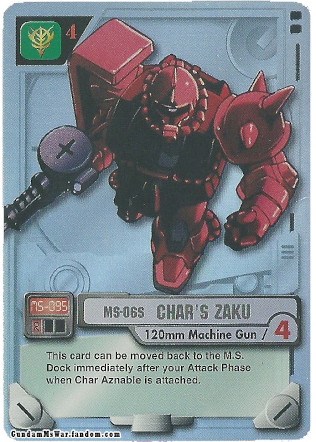 4
MS-095
MS-06S CHAR'S ZAKU
120mm Machine Gun / 4
This card can be moved back to the M.S.
Dock immediately after your Attack Phase
when Char Aznable is attached.
GundamMsWar.fandom.com